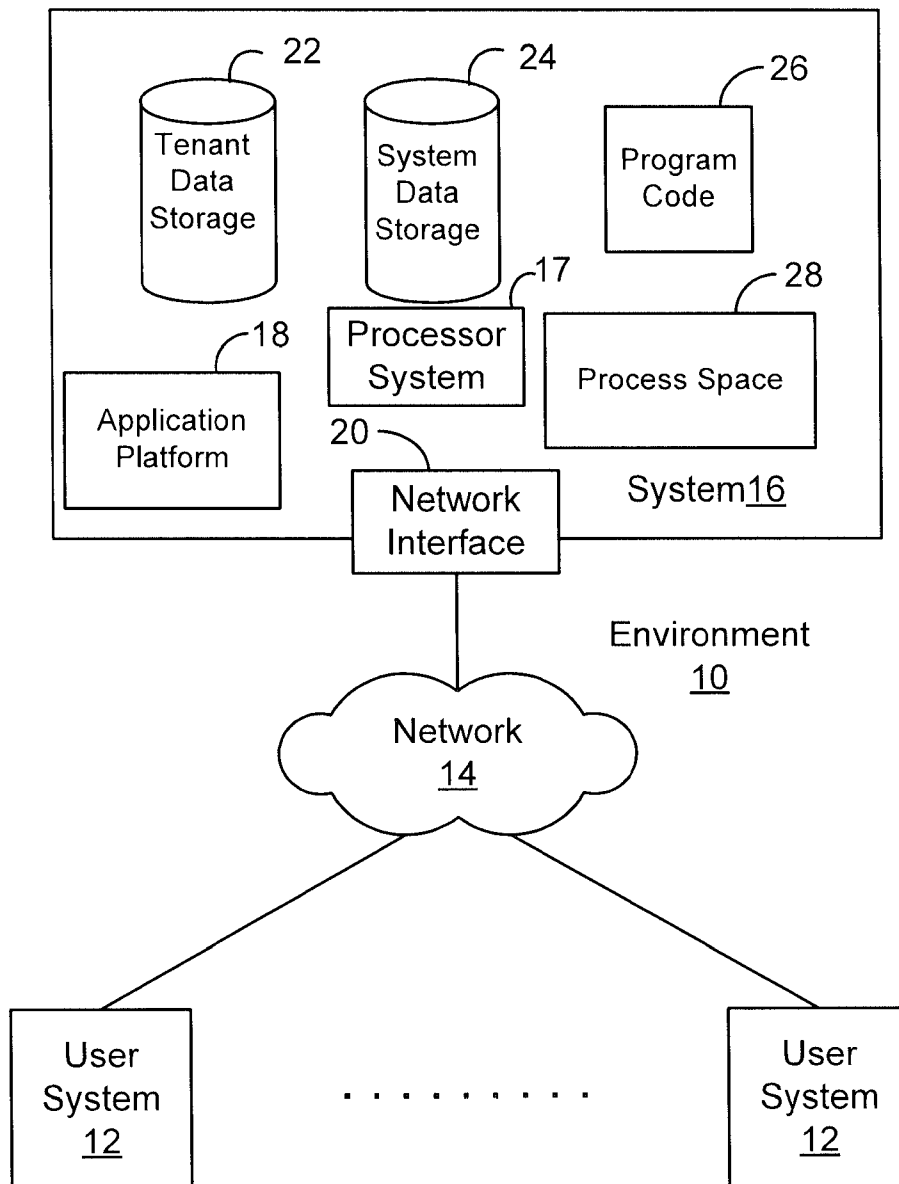 22
24
26
Tenant
Data
Storage
System
Data
Storage
Program
Code
17
28
18
Processor
System
Process Space
Application
Platform
20
System16
Network
Interface
Environment
10
Network
14
User
System
12
User
System
12